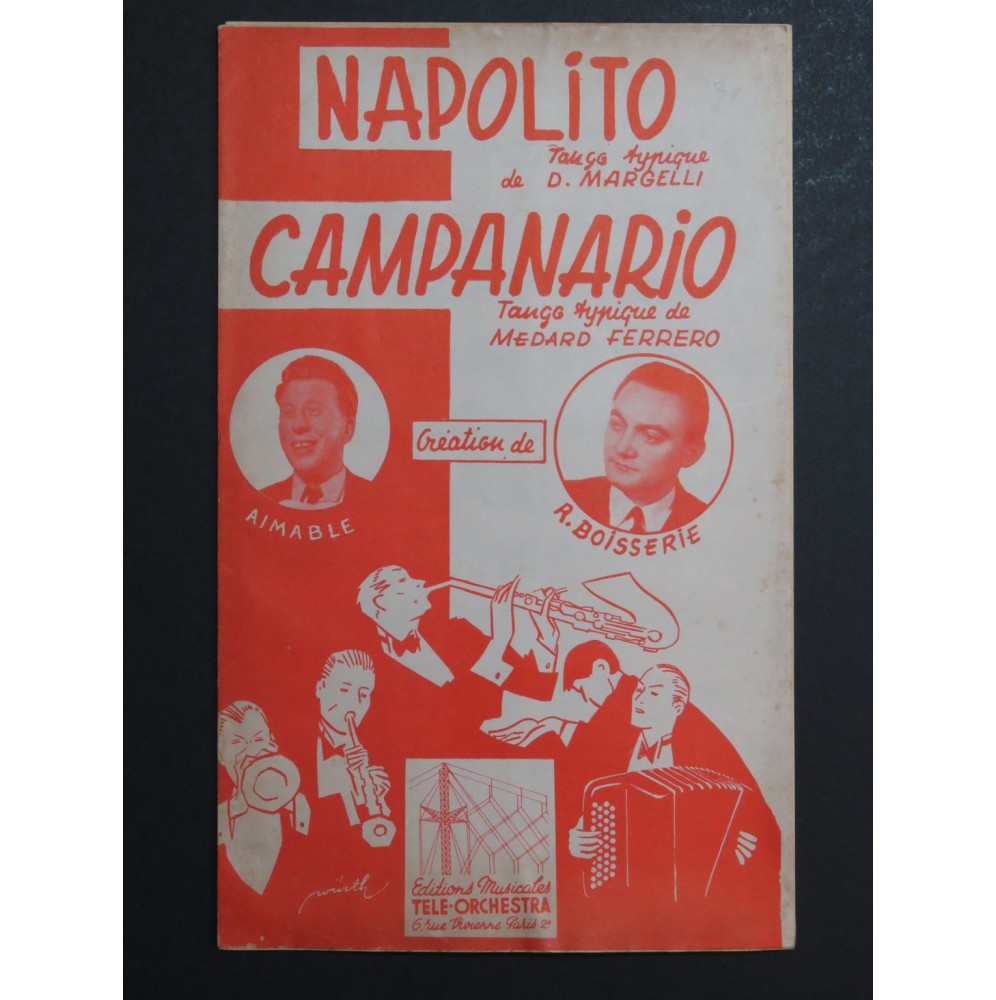 NAPOLiTO
Tango typique
de D. MARGELLI
CAMPANARiO
Tango typique de
MEDARD FERRERO
Création de
AIMABLE
R. BOiSSERiE
würth
Editions Musicales
TELE-ORCHESTRA
6, rue Vivienne Paris 2e